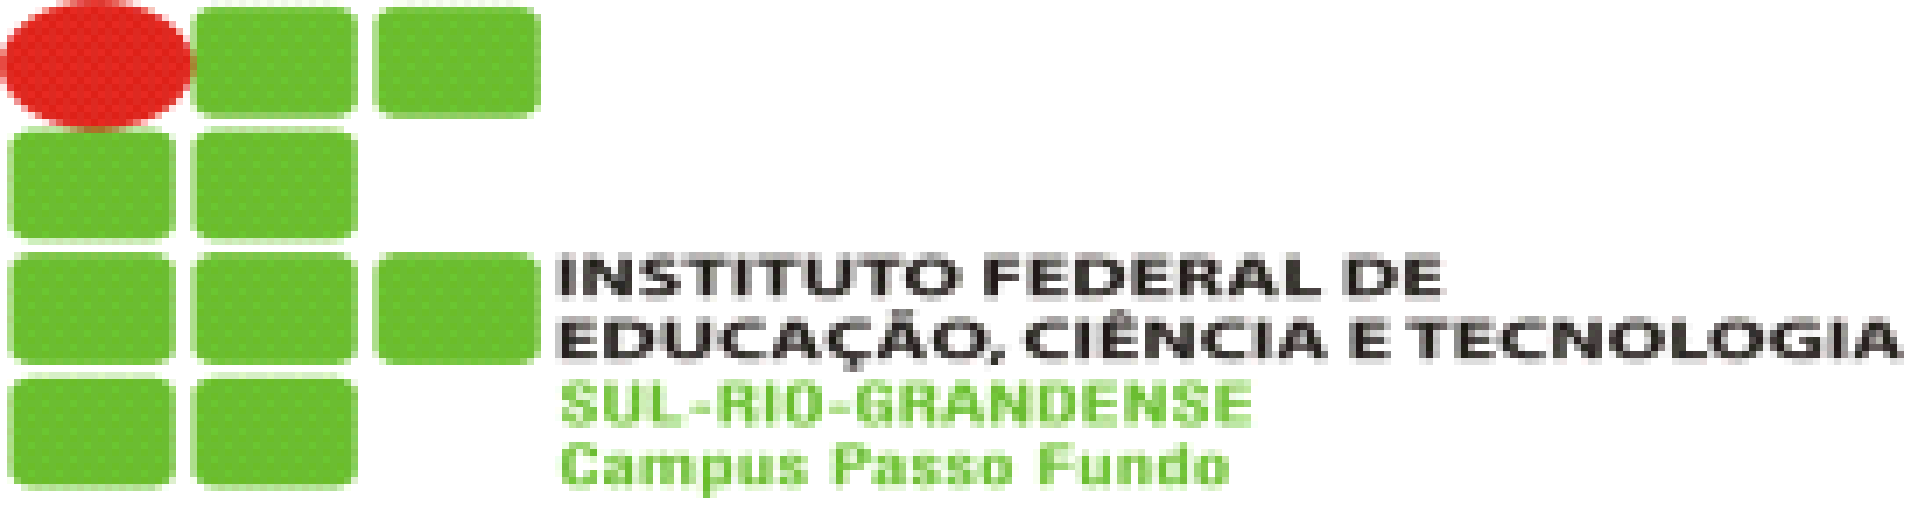 INSTITUTO FEDERAL DE
EDUCAÇÃO, CIÊNCIA E TECNOLOGIA
SUL-RIO-GRANDENSE
Campus Passo Fundo